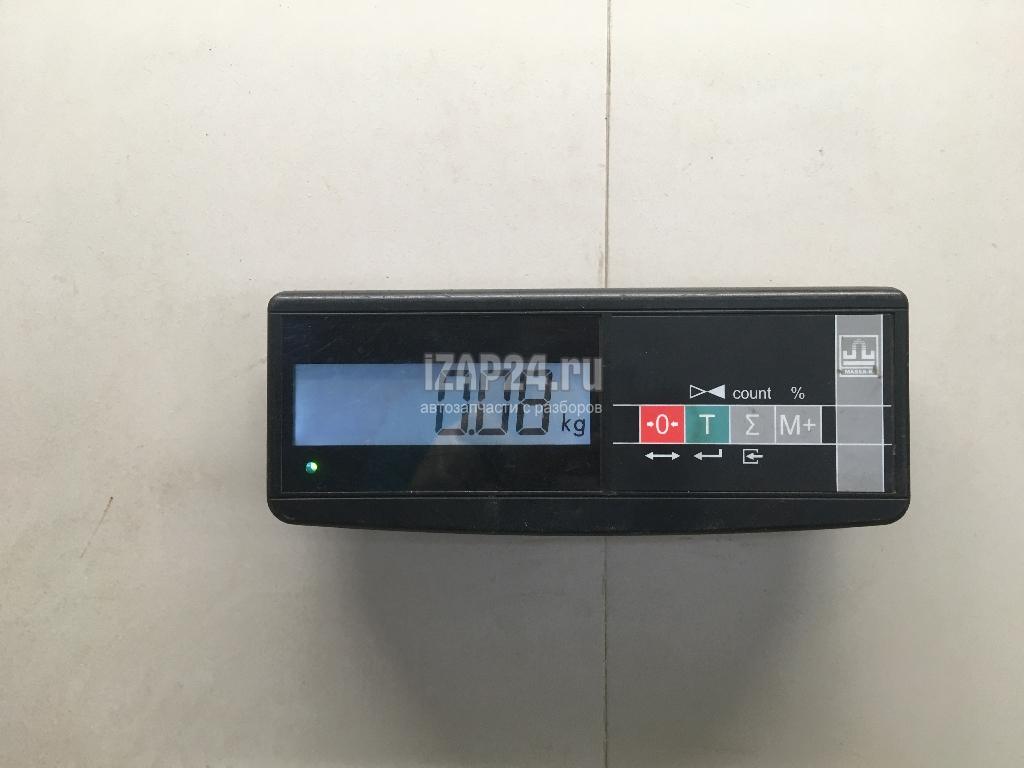 iZAP24.ru
автозапчасти с разборов
0.08 kg
count %
→0← T Σ M+
MASSA-K